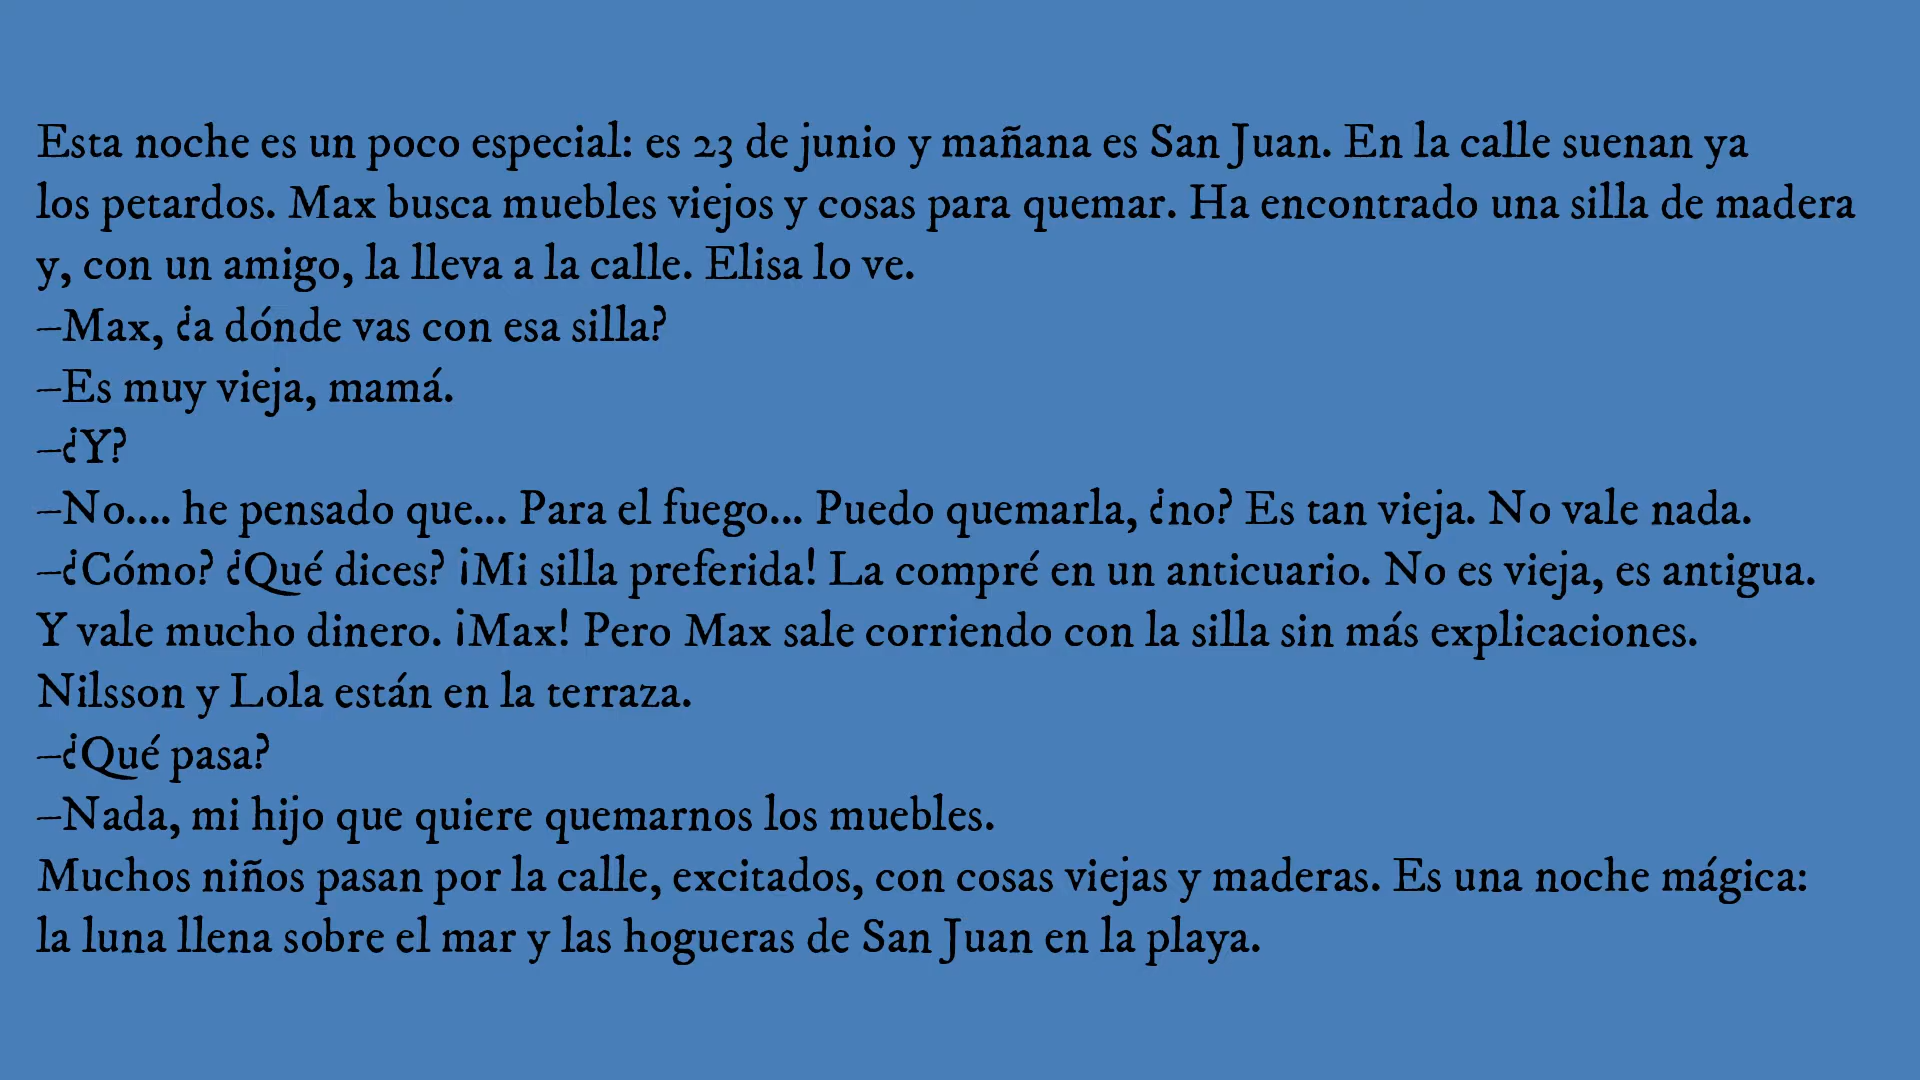 Esta noche es un poco especial: es 23 de junio y mañana es San Juan. En la calle suenan ya
los petardos. Max busca muebles viejos y cosas para quemar. Ha encontrado una silla de madera
y, con un amigo, la lleva a la calle. Elisa lo ve.
–Max, ¿a dónde vas con esa silla?
–Es muy vieja, mamá.
–¿Y?
–No.... he pensado que... Para el fuego... Puedo quemarla, ¿no? Es tan vieja. No vale nada.
–¿Cómo? ¿Qué dices? ¡Mi silla preferida! La compré en un anticuario. No es vieja, es antigua.
Y vale mucho dinero. ¡Max! Pero Max sale corriendo con la silla sin más explicaciones.
Nilsson y Lola están en la terraza.
–¿Qué pasa?
–Nada, mi hijo que quiere quemarnos los muebles.
Muchos niños pasan por la calle, excitados, con cosas viejas y maderas. Es una noche mágica:
la luna llena sobre el mar y las hogueras de San Juan en la playa.